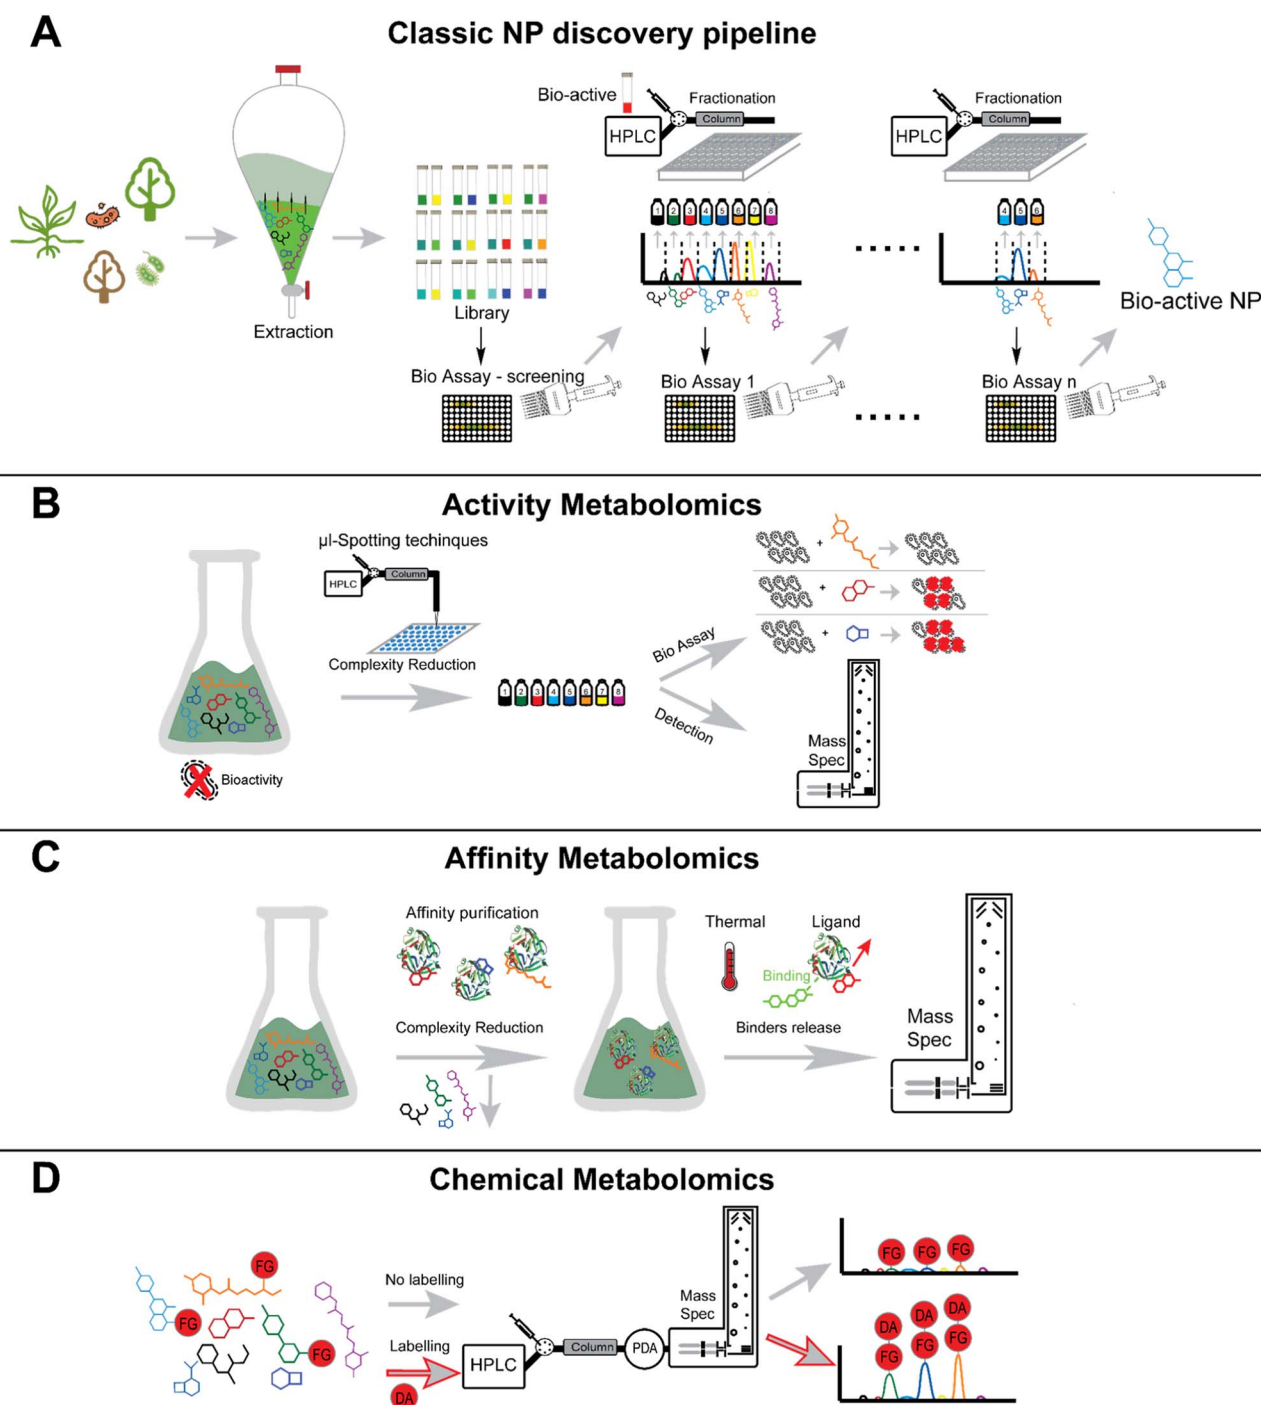 A
Classic NP discovery pipeline
Bio-active
Fractionation
HPLC
Column
Fractionation
HPLC
Column
1 2 3 4 5 6 7 8
4 5 6
Extraction
Library
Bio-active NP
Bio Assay - screening
Bio Assay 1
Bio Assay n
B
Activity Metabolomics
µl-Spotting techinques
HPLC
Column
Complexity Reduction
1 2 3 4 5 6 7 8
Bio Assay
Detection
+
+
+
Mass
Spec
Bioactivity
C
Affinity Metabolomics
Affinity purification
Thermal
Ligand
Binding
Complexity Reduction
Binders release
Mass
Spec
D
Chemical Metabolomics
FG
FG
FG
No labelling
Labelling
DA
HPLC
Column
PDA
Mass
Spec
FG FG FG
DA DA DA
FG FG FG